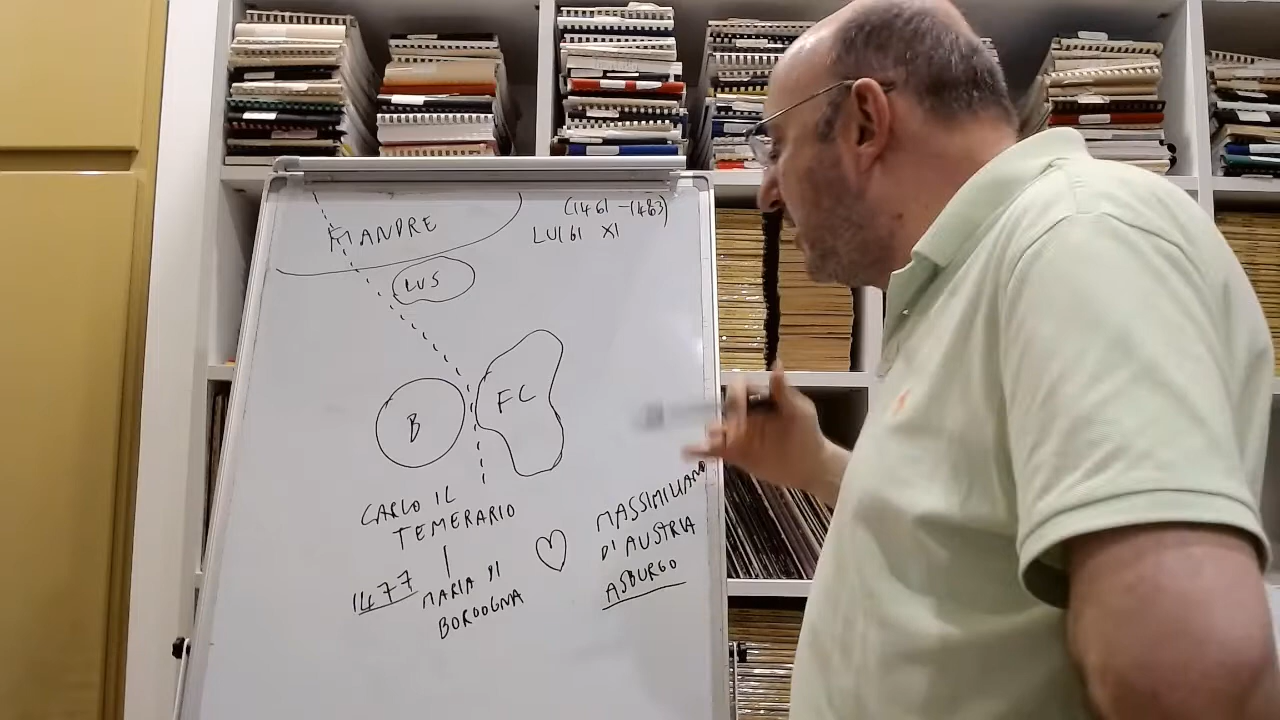 (1461-1483)
FIANDRE
LUIGI XI
LUS
FC
B
CARLO IL
TEMERARIO
1477
MARIA DI
BORGOGNA
MASSIMILIANO
DI AUSTRIA
ASBURGO